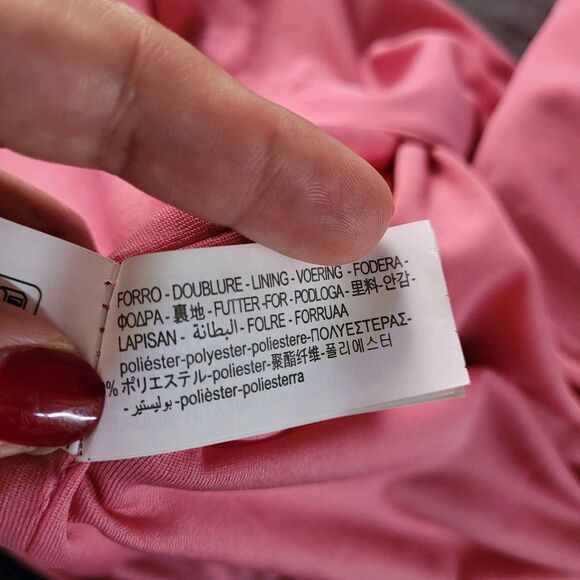 FORRO - DOUBLURE - LINING - VOERING - FODERA -
ΦΟΔΡΑ - 裏地 - FUTTER - FOR - PODLOGA - 里料 - 안감 -
LAPISAN - البطانة - FOLRE - FORRUAA
poliéster-polyester-poliestere-ΠΟΛΥΕΣΤΕΡΑΣ-
% ポリエステル-poliester-聚酯纤维-폴리에스터
- بوليستير -polièster-poliesterra